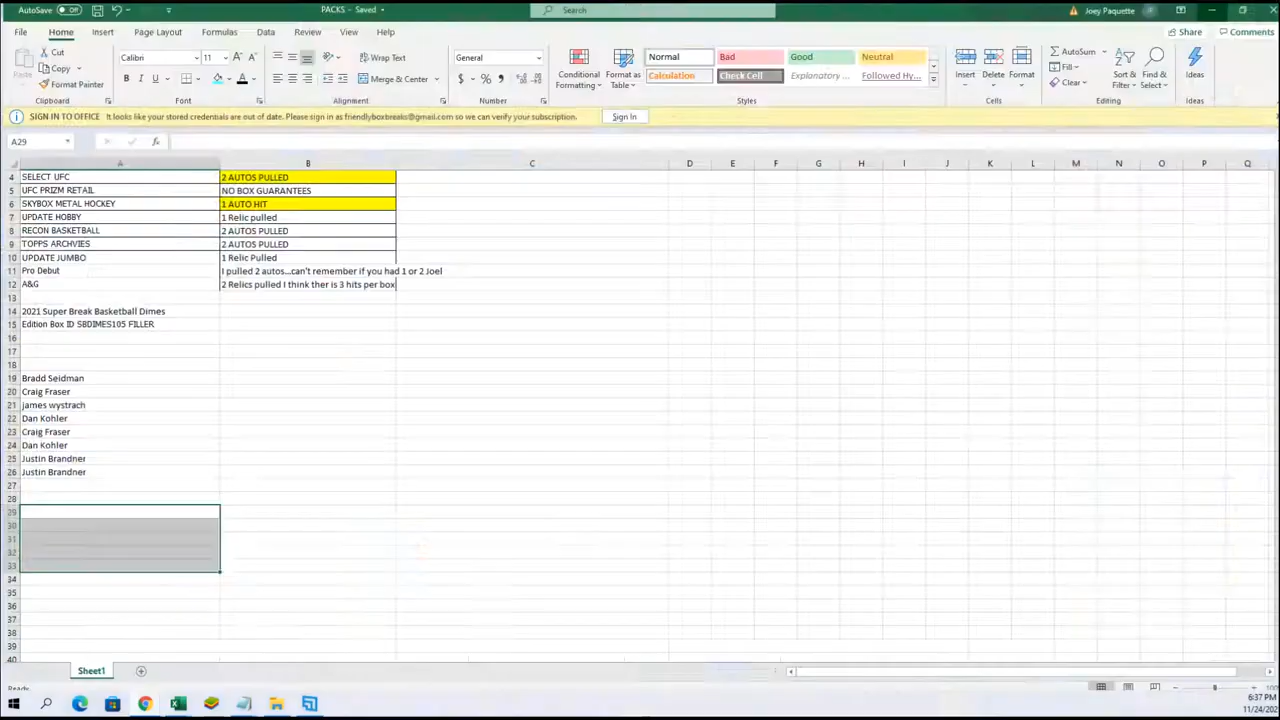 AutoSave Off PACKS - Saved Search Joey Paquette JP
File Home Insert Page Layout Formulas Data Review View Help Share Comments
Paste Cut Copy Format Painter Clipboard
Calibri 11 B I U A Font
Wrap Text Merge & Center Alignment
General $ % Number
Conditional Formatting Format as Table
Normal Bad Good Neutral
Calculation Check Cell Explanatory ... Followed Hy...
Styles
Insert Delete Format Cells
AutoSum Fill Clear Sort & Filter Find & Select Editing
Ideas Ideas
SIGN IN TO OFFICE It looks like your stored credentials are out of date. Please sign in as friendlyboxbreaks@gmail.com so we can verify your subscription. Sign In
A29 fx
A B C D E F G H I J K L M N O P Q
4 SELECT UFC 2 AUTOS PULLED
5 UFC PRIZM RETAIL NO BOX GUARANTEES
6 SKYBOX METAL HOCKEY 1 AUTO HIT
7 UPDATE HOBBY 1 Relic pulled
8 RECON BASKETBALL 2 AUTOS PULLED
9 TOPPS ARCHVIES 2 AUTOS PULLED
10 UPDATE JUMBO 1 Relic Pulled
11 Pro Debut I pulled 2 autos...can't remember if you had 1 or 2 Joel
12 A&G 2 Relics pulled I think ther is 3 hits per box
13
14 2021 Super Break Basketball Dimes
15 Edition Box ID SBDIMES105 FILLER
16
17
18
19 Bradd Seidman
20 Craig Fraser
21 james wystrach
22 Dan Kohler
23 Craig Fraser
24 Dan Kohler
25 Justin Brandner
26 Justin Brandner
27
28
29
30
31
32
33
34
35
36
37
38
39
40
Sheet1
Ready
6:37 PM
11/24/202